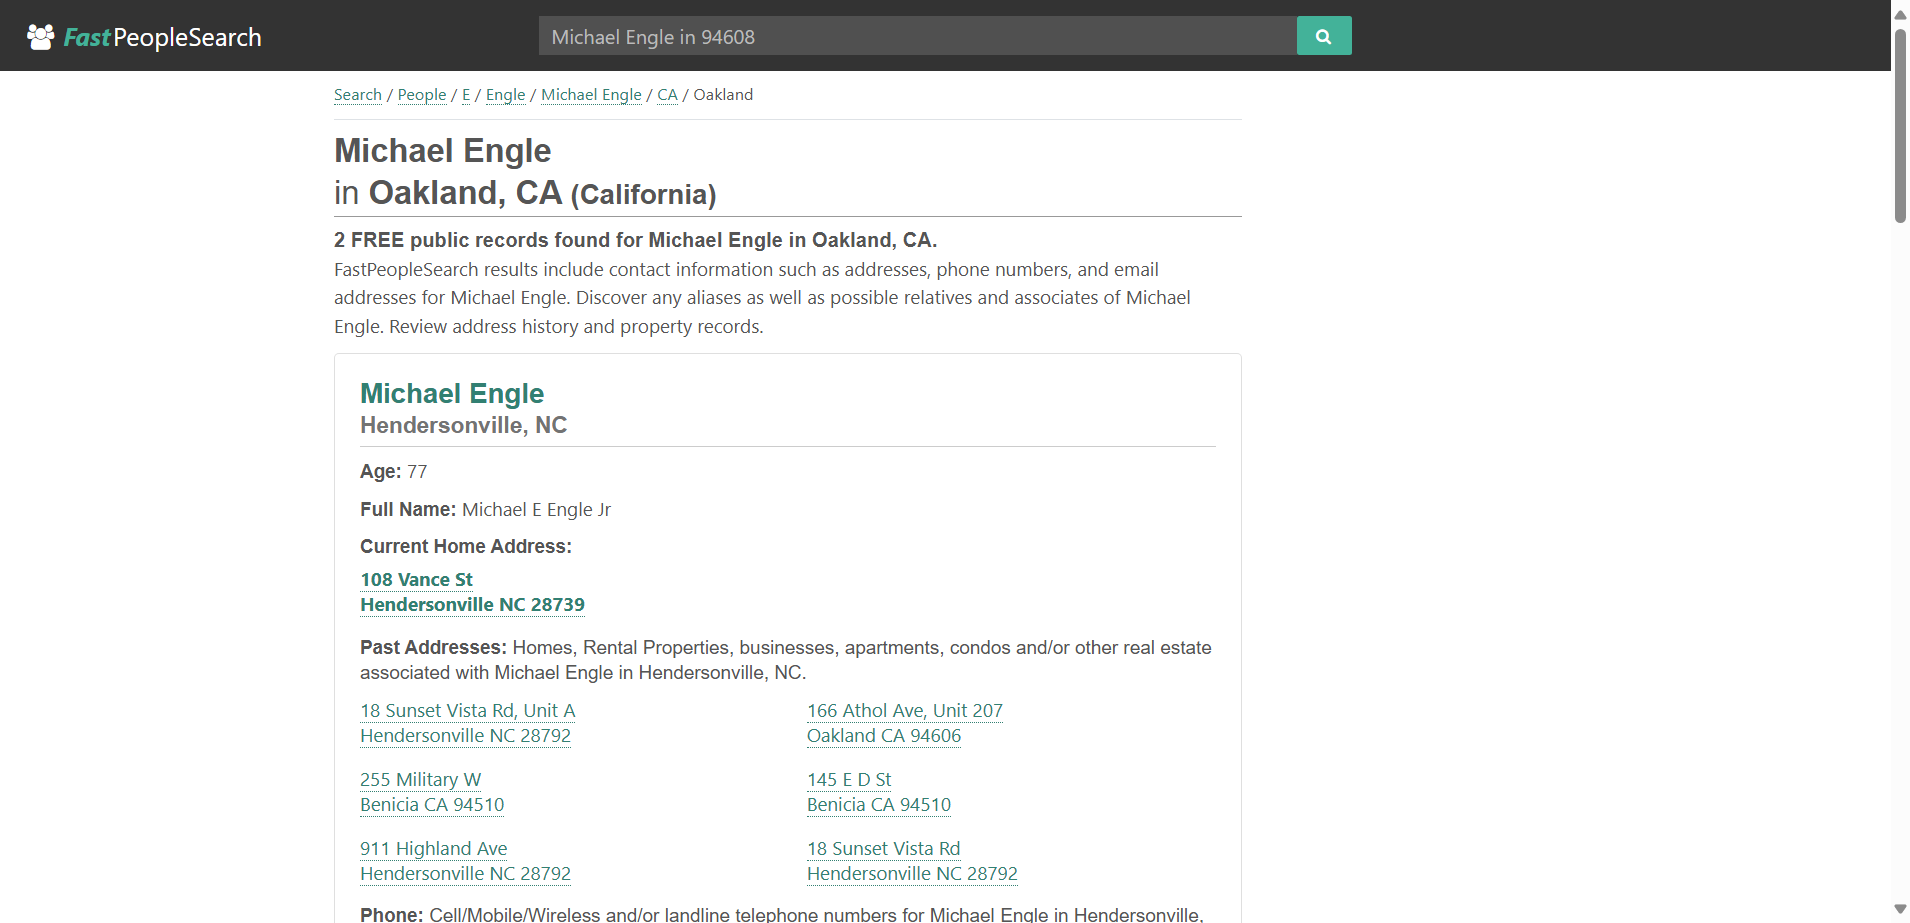 FastPeopleSearch
Michael Engle in 94608
Search / People / E / Engle / Michael Engle / CA / Oakland
Michael Engle
in Oakland, CA (California)
2 FREE public records found for Michael Engle in Oakland, CA.
FastPeopleSearch results include contact information such as addresses, phone numbers, and email
addresses for Michael Engle. Discover any aliases as well as possible relatives and associates of Michael
Engle. Review address history and property records.
Michael Engle
Hendersonville, NC
Age: 77
Full Name: Michael E Engle Jr
Current Home Address:
108 Vance St
Hendersonville NC 28739
Past Addresses: Homes, Rental Properties, businesses, apartments, condos and/or other real estate
associated with Michael Engle in Hendersonville, NC.
18 Sunset Vista Rd, Unit A
Hendersonville NC 28792
166 Athol Ave, Unit 207
Oakland CA 94606
255 Military W
Benicia CA 94510
145 E D St
Benicia CA 94510
911 Highland Ave
Hendersonville NC 28792
18 Sunset Vista Rd
Hendersonville NC 28792
Phone: Cell/Mobile/Wireless and/or landline telephone numbers for Michael Engle in Hendersonville,